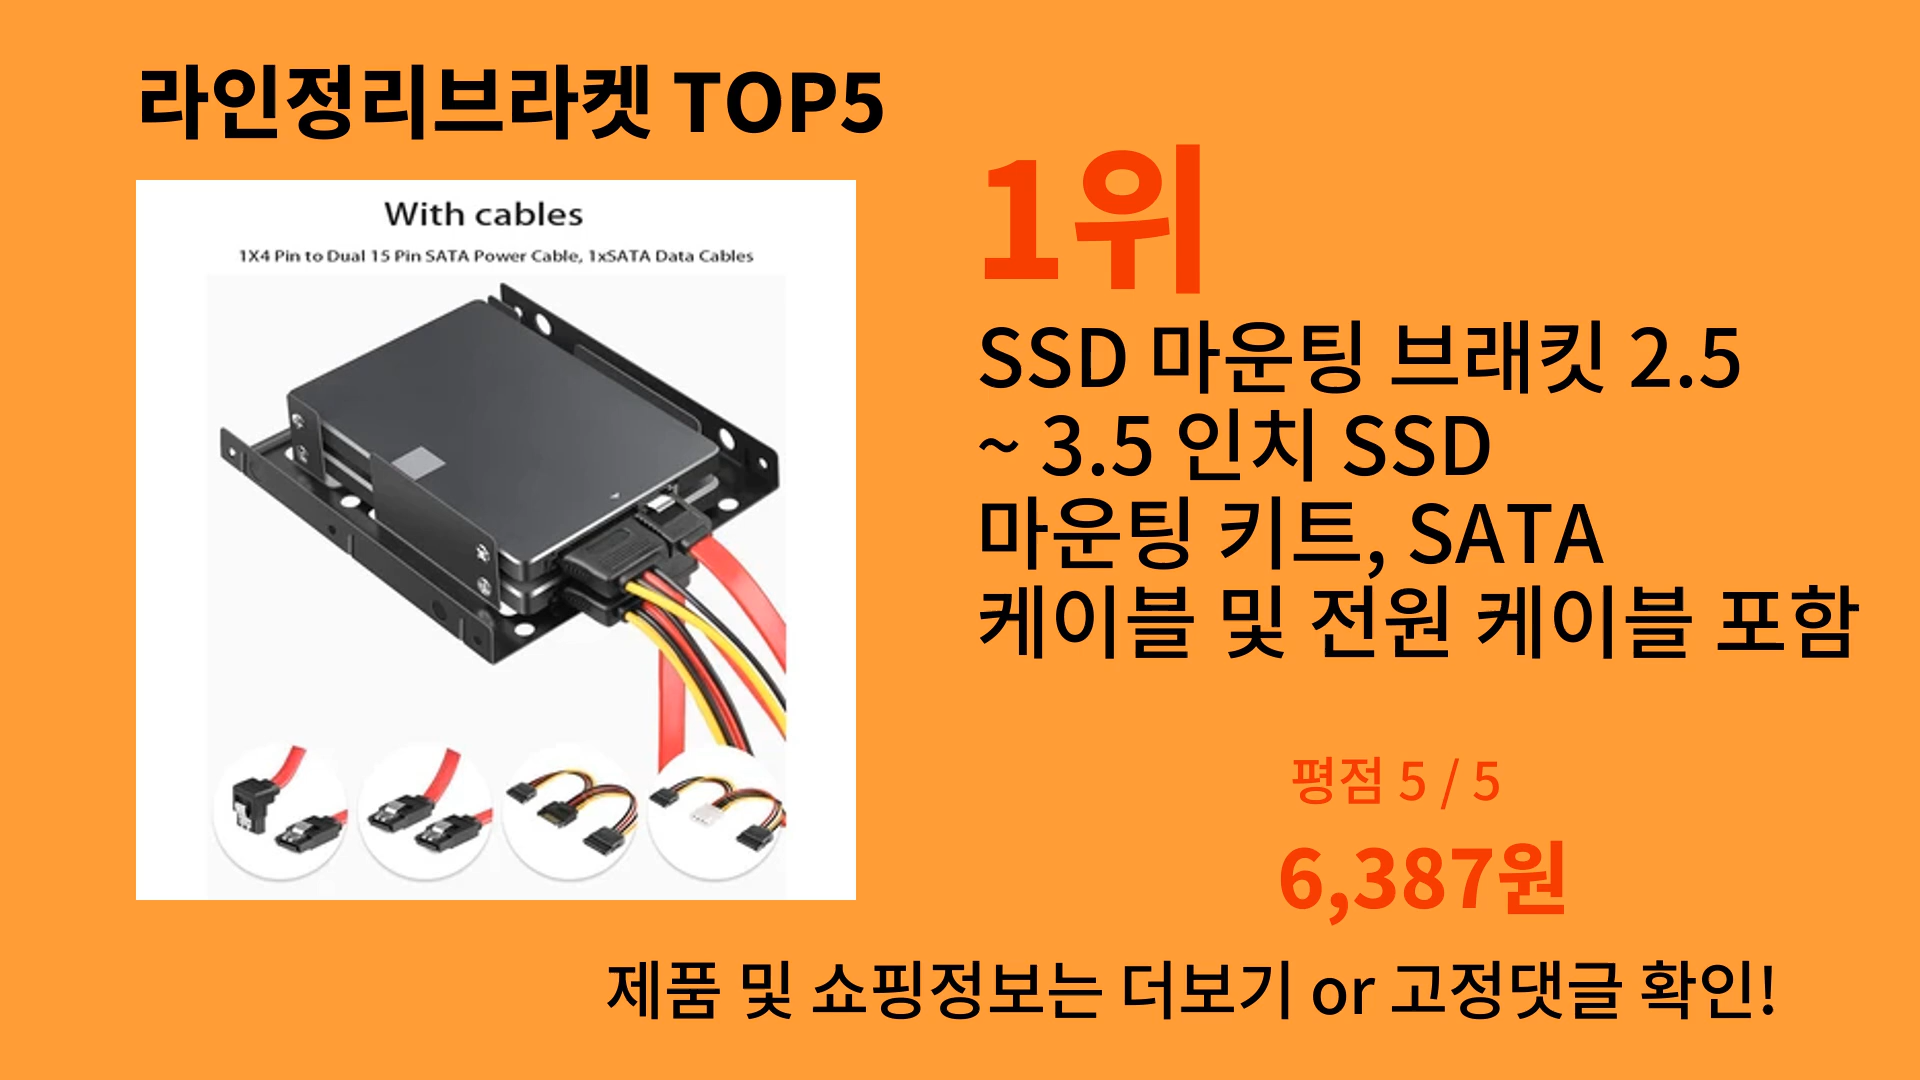 라인정리브라켓 TOP5
With cables
1X4 Pin to Dual 15 Pin SATA Power Cable, 1xSATA Data Cables
1위
SSD 마운팅 브래킷 2.5
~ 3.5 인치 SSD
마운팅 키트, SATA
케이블 및 전원 케이블 포함
평점 5 / 5
6,387원
제품 및 쇼핑정보는 더보기 or 고정댓글 확인!